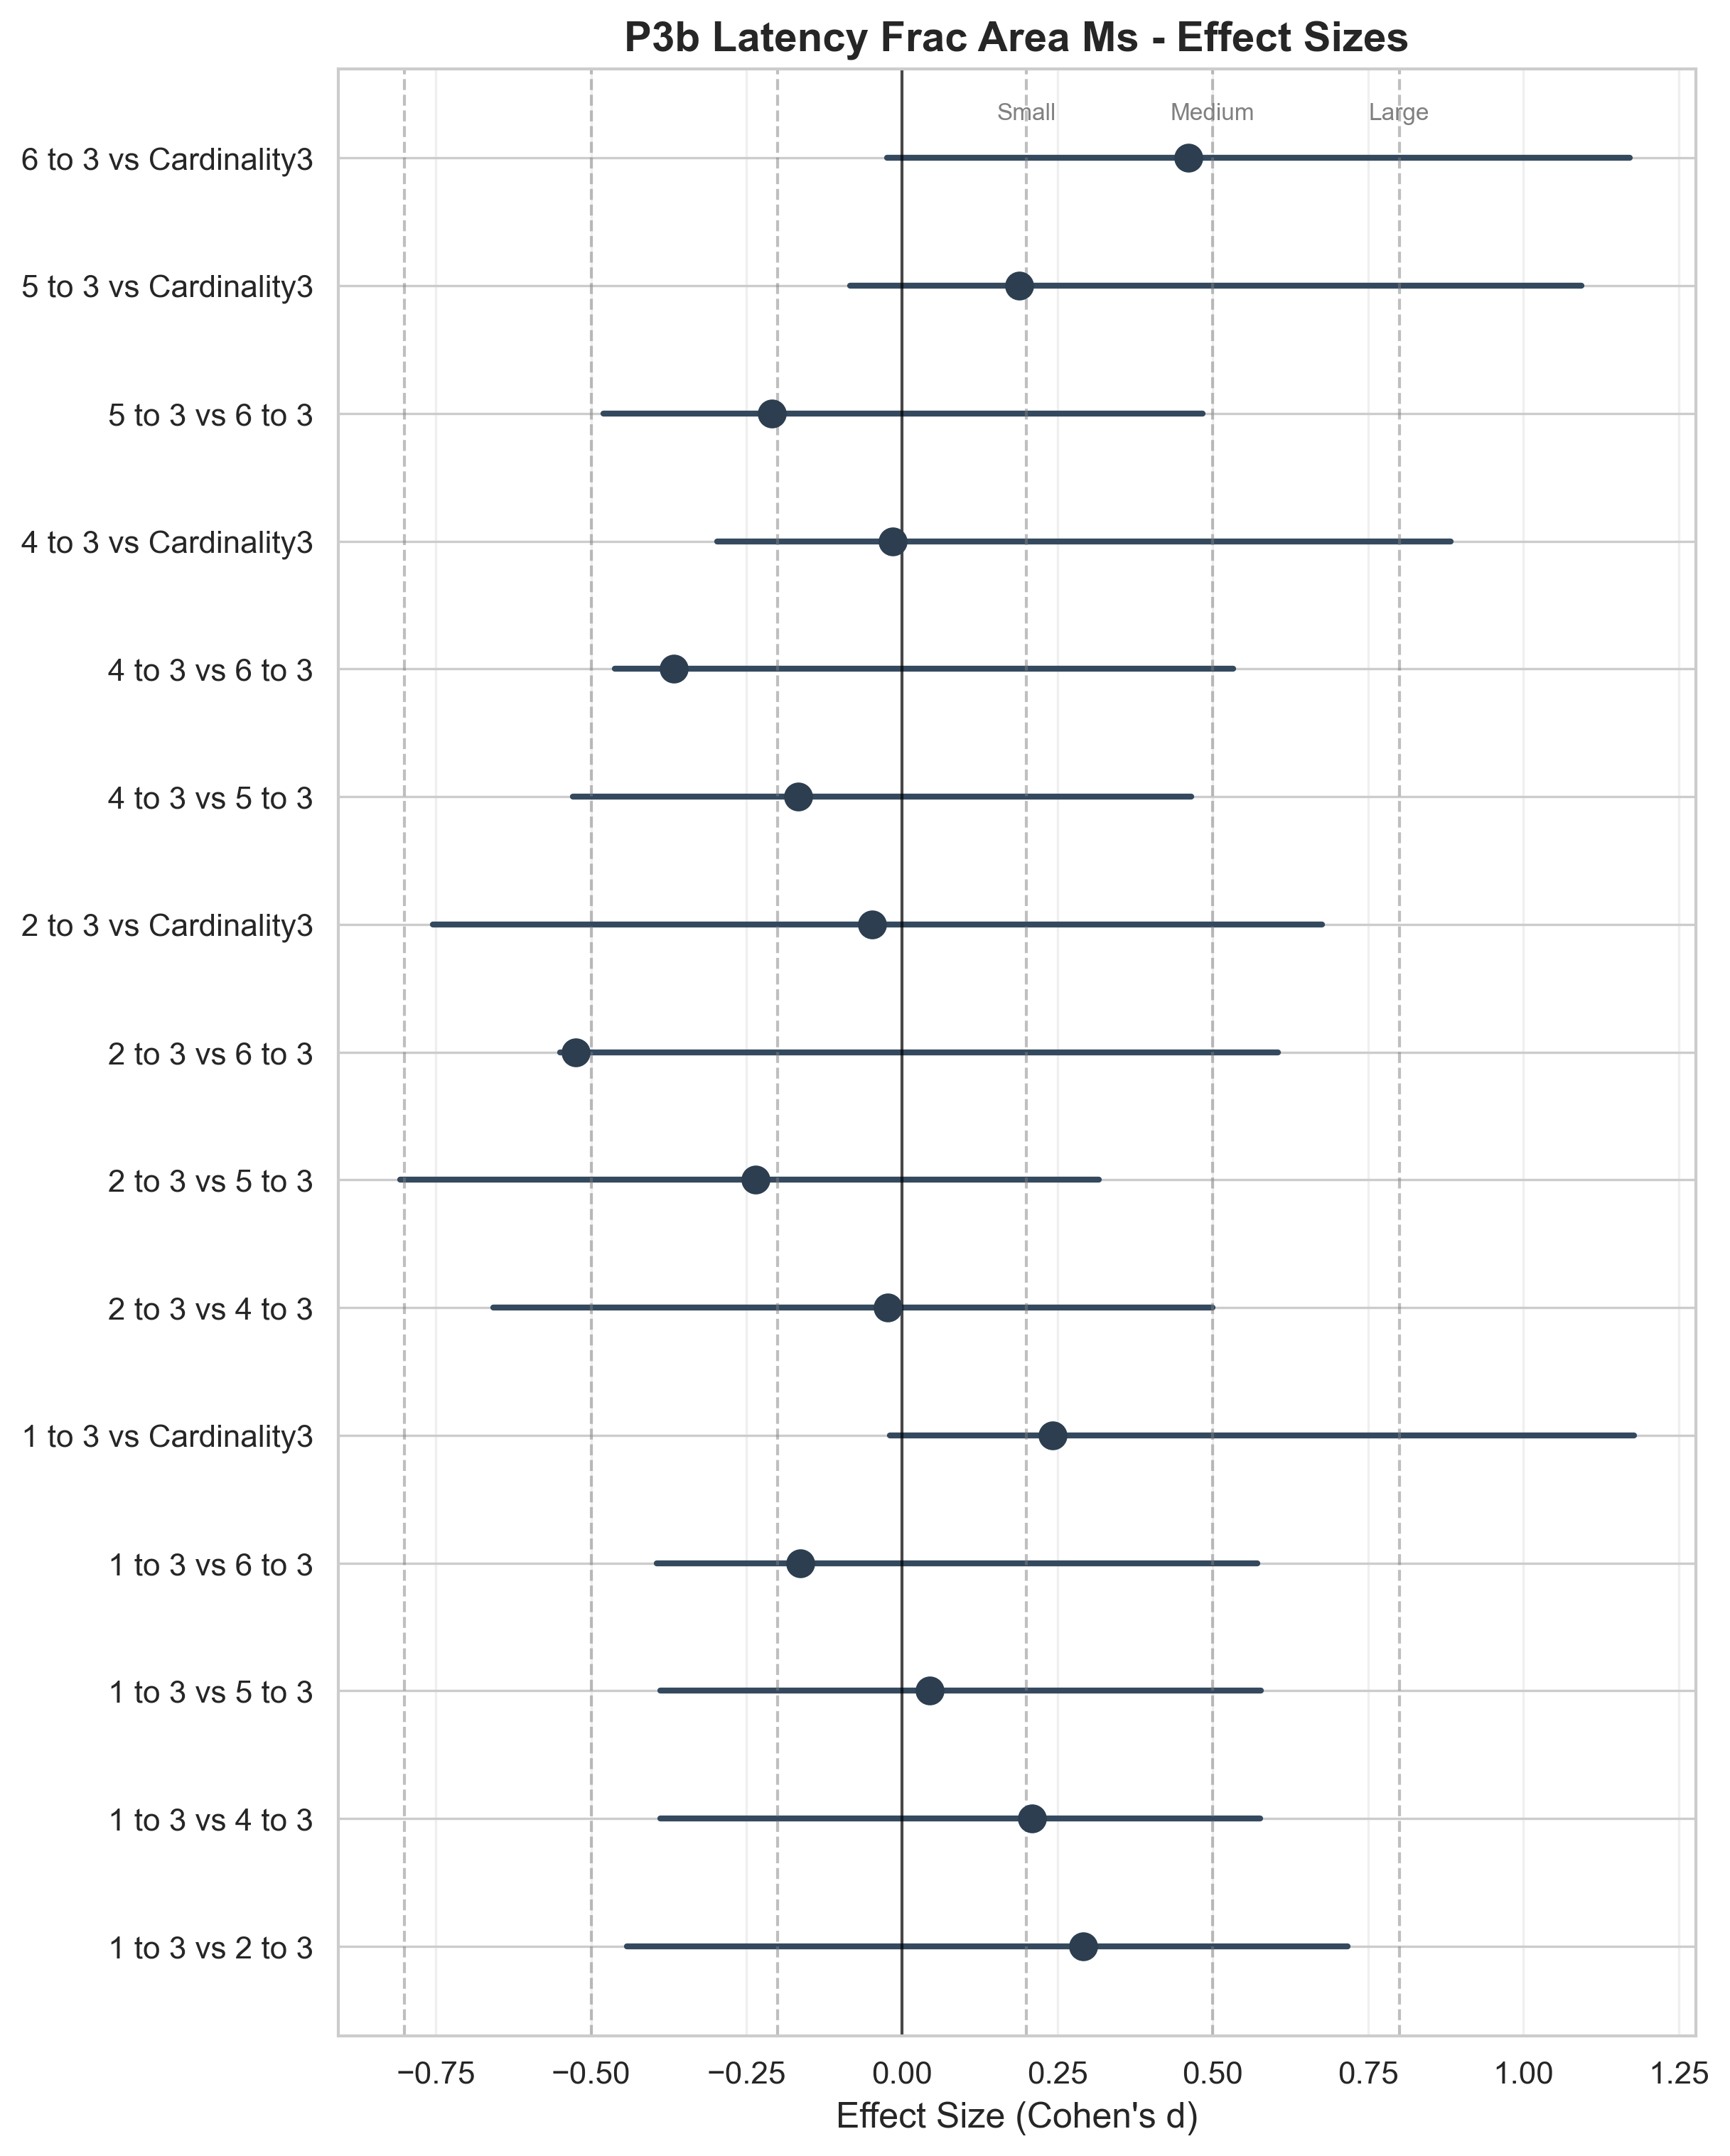 P3b Latency Frac Area Ms - Effect Sizes
Small Medium Large
6 to 3 vs Cardinality3
5 to 3 vs Cardinality3
5 to 3 vs 6 to 3
4 to 3 vs Cardinality3
4 to 3 vs 6 to 3
4 to 3 vs 5 to 3
2 to 3 vs Cardinality3
2 to 3 vs 6 to 3
2 to 3 vs 5 to 3
2 to 3 vs 4 to 3
1 to 3 vs Cardinality3
1 to 3 vs 6 to 3
1 to 3 vs 5 to 3
1 to 3 vs 4 to 3
1 to 3 vs 2 to 3
−0.75 −0.50 −0.25 0.00 0.25 0.50 0.75 1.00 1.25
Effect Size (Cohen's d)